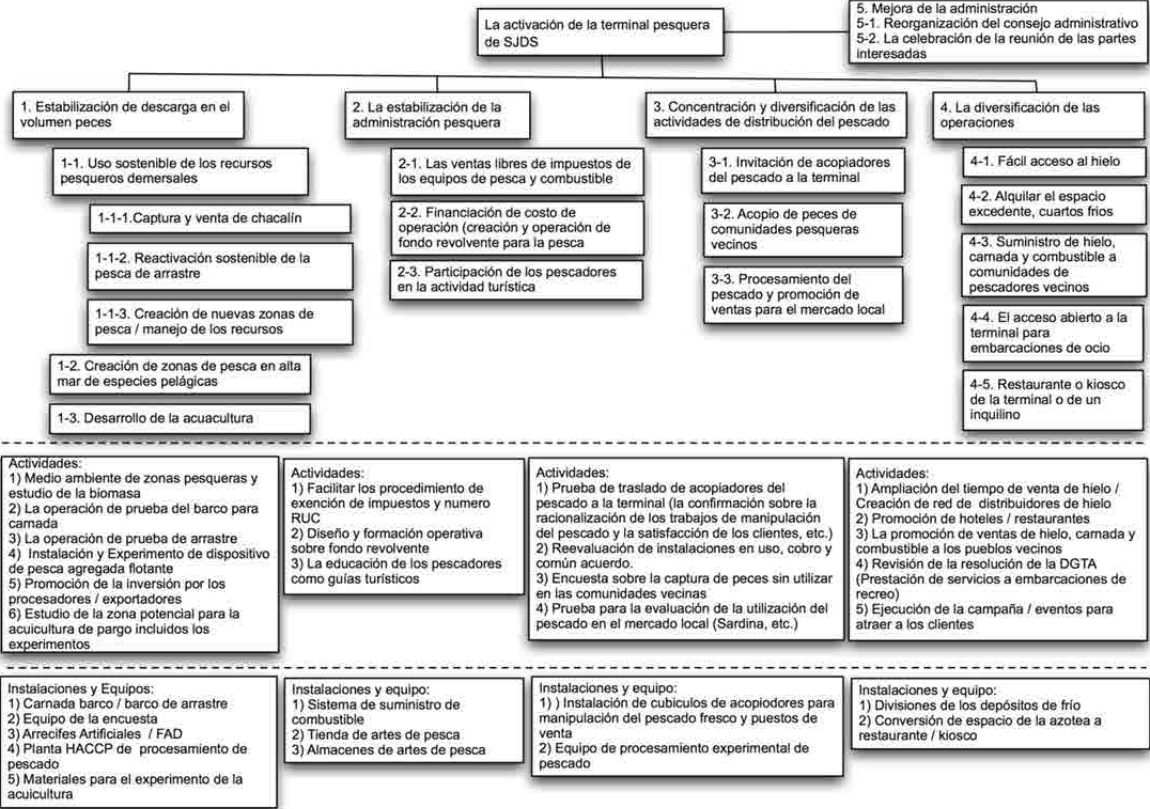 La activación de la terminal pesquera
de SJDS
5. Mejora de la administración
5-1. Reorganización del consejo administrativo
5-2. La celebración de la reunión de las partes
interesadas
1. Estabilización de descarga en el
volumen peces
1-1. Uso sostenible de los recursos
pesqueros demersales
1-1-1.Captura y venta de chacalín
1-1-2. Reactivación sostenible de la
pesca de arrastre
1-1-3. Creación de nuevas zonas de
pesca / manejo de los recursos
1-2. Creación de zonas de pesca en alta
mar de especies pelágicas
1-3. Desarrollo de la acuacultura
2. La estabilización de la
administración pesquera
2-1. Las ventas libres de impuestos de
los equipos de pesca y combustible
2-2. Financiación de costo de
operación (creación y operación de
fondo revolvente para la pesca
2-3. Participación de los pescadores
en la actividad turística
3. Concentración y diversificación de las
actividades de distribución del pescado
3-1. Invitación de acopiadores
del pescado a la terminal
3-2. Acopio de peces de
comunidades pesqueras
vecinos
3-3. Procesamiento del
pescado y promoción de
ventas para el mercado local
4. La diversificación de las
operaciones
4-1. Fácil acceso al hielo
4-2. Alquilar el espacio
excedente, cuartos frios
4-3. Suministro de hielo,
carnada y combustible a
comunidades de
pescadores vecinos
4-4. El acceso abierto a la
terminal para
embarcaciones de ocio
4-5. Restaurante o kiosco
de la terminal o de un
inquilino
Actividades:
1) Medio ambiente de zonas pesqueras y
estudio de la biomasa
2) La operación de prueba del barco para
carnada
3) La operación de prueba de arrastre
4) Instalación y Experimento de dispositivo
de pesca agregada flotante
5) Promoción de la inversión por los
procesadores / exportadores
6) Estudio de la zona potencial para la
acuicultura de pargo incluidos los
experimentos
Actividades:
1) Facilitar los procedimiento de
exención de impuestos y numero
RUC
2) Diseño y formación operativa
sobre fondo revolvente
3) La educación de los pescadores
como guías turísticos
Actividades:
1) Prueba de traslado de acopiadores del
pescado a la terminal (la confirmación sobre la
racionalización de los trabajos de manipulación
del pescado y la satisfacción de los clientes, etc.)
2) Reevaluación de instalaciones en uso, cobro y
común acuerdo.
3) Encuesta sobre la captura de peces sin utilizar
en las comunidades vecinas
4) Prueba para la evaluación de la utilización del
pescado en el mercado local (Sardina, etc.)
Actividades:
1) Ampliación del tiempo de venta de hielo /
Creación de red de distribuidores de hielo
2) Promoción de hoteles / restaurantes
3) La promoción de ventas de hielo, carnada y
combustible a los pueblos vecinos
4) Revisión de la resolución de la DGTA
(Prestación de servicios a embarcaciones de
recreo)
5) Ejecución de la campaña / eventos para
atraer a los clientes
Instalaciones y Equipos:
1) Carnada barco / barco de arrastre
2) Equipo de la encuesta
3) Arrecifes Artificiales / FAD
4) Planta HACCP de procesamiento de
pescado
5) Materiales para el experimento de la
acuicultura
Instalaciones y equipo:
1) Sistema de suministro de
combustible
2) Tienda de artes de pesca
3) Almacenes de artes de pesca
Instalaciones y equipo:
1) ) Instalación de cubiculos de acopiodores para
manipulación del pescado fresco y puestos de
venta
2) Equipo de procesamiento experimental de
pescado
Instalaciones y equipo:
1) Divisiones de los depósitos de frío
2) Conversión de espacio de la azotea a
restaurante / kiosco